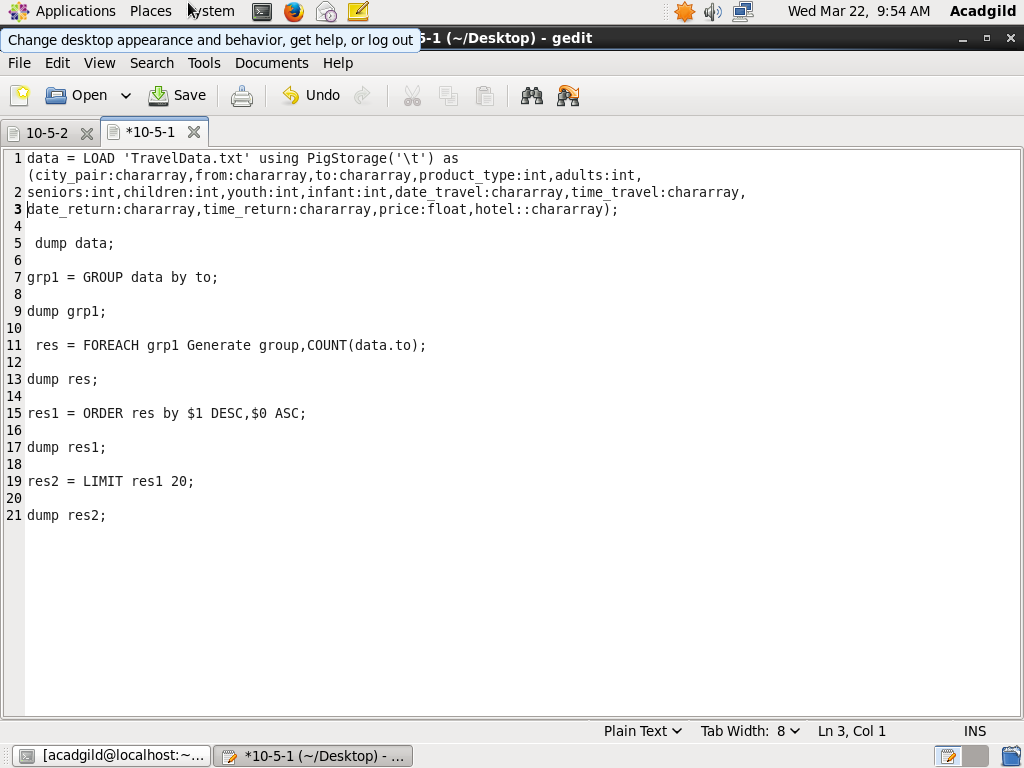 Applications Places System Wed Mar 22, 9:54 AM Acadgild
Change desktop appearance and behavior, get help, or log out
5-1 (~/Desktop) - gedit
File Edit View Search Tools Documents Help
Open Save Undo
10-5-2 *10-5-1
1 data = LOAD 'TravelData.txt' using PigStorage('\t') as
(city_pair:chararray,from:chararray,to:chararray,product_type:int,adults:int,
2 seniors:int,children:int,youth:int,infant:int,date_travel:chararray,time_travel:chararray,
3 ,date_return:chararray,time_return:chararray,price:float,hotel::chararray);
4
5 dump data;
6
7 grp1 = GROUP data by to;
8
9 dump grp1;
10
11 res = FOREACH grp1 Generate group,COUNT(data.to);
12
13 dump res;
14
15 res1 = ORDER res by $1 DESC,$0 ASC;
16
17 dump res1;
18
19 res2 = LIMIT res1 20;
20
21 dump res2;
Plain Text Tab Width: 8 Ln 3, Col 1 INS
[acadgild@localhost:~... *10-5-1 (~/Desktop) - ...